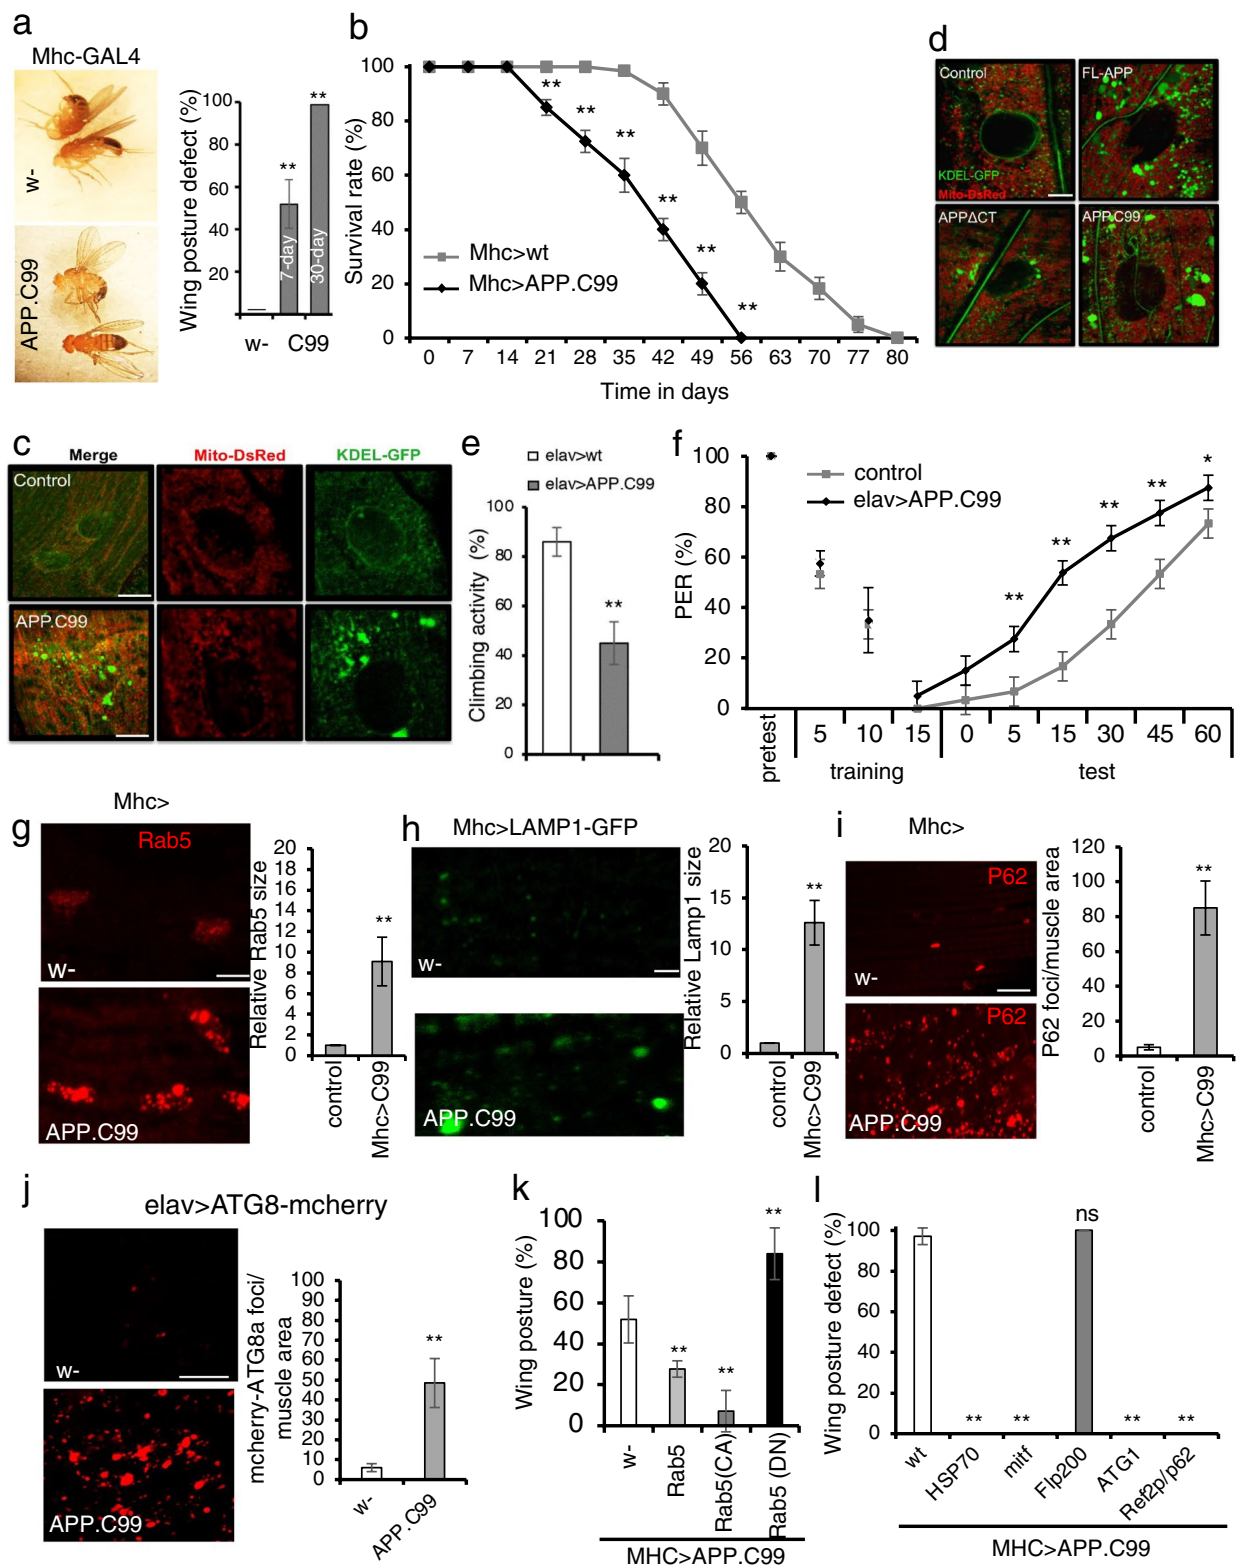 a
Mhc-GAL4
w-
APP.C99
Wing posture defect (%)
100
80
60
40
20
**
**
7-day
30-day
w- C99
b
Survival rate (%)
100
80
60
40
20
0
** ** ** ** ** **
Mhc>wt
Mhc>APP.C99
0 7 14 21 28 35 42 49 56 63 70 77 80
Time in days
d
Control
FL-APP
KDEL-GFP
Mito-DsRed
APPΔCT
APP.C99
c
Merge Mito-DsRed KDEL-GFP
Control
APP.C99
e
elav>wt
elav>APP.C99
Climbing activity (%)
100
80
60
40
20
0
**
f
PER (%)
100
80
60
40
20
0
control
elav>APP.C99
** ** ** ** *
pretest 5 10 15 0 5 15 30 45 60
training test
g
Mhc>
Rab5
w-
APP.C99
Relative Rab5 size
20
18
16
14
12
10
8
6
4
2
0
**
control
Mhc>C99
h
Mhc>LAMP1-GFP
w-
APP.C99
Relative Lamp1 size
20
15
10
5
0
**
control
Mhc>C99
i
Mhc>
P62
w-
P62
APP.C99
P62 foci/muscle area
120
100
80
60
40
20
0
**
control
Mhc>C99
j
elav>ATG8-mcherry
w-
APP.C99
mcherry-ATG8a foci/
muscle area
100
90
80
70
60
50
40
30
20
10
0
**
w-
APP.C99
k
Wing posture (%)
100
80
60
40
20
0
** ** **
w-
Rab5
Rab5(CA)
Rab5 (DN)
MHC>APP.C99
l
Wing posture defect (%)
100
80
60
40
20
0
** ** ns ** **
wt
HSP70
mitf
Flp200
ATG1
Ref2p/p62
MHC>APP.C99